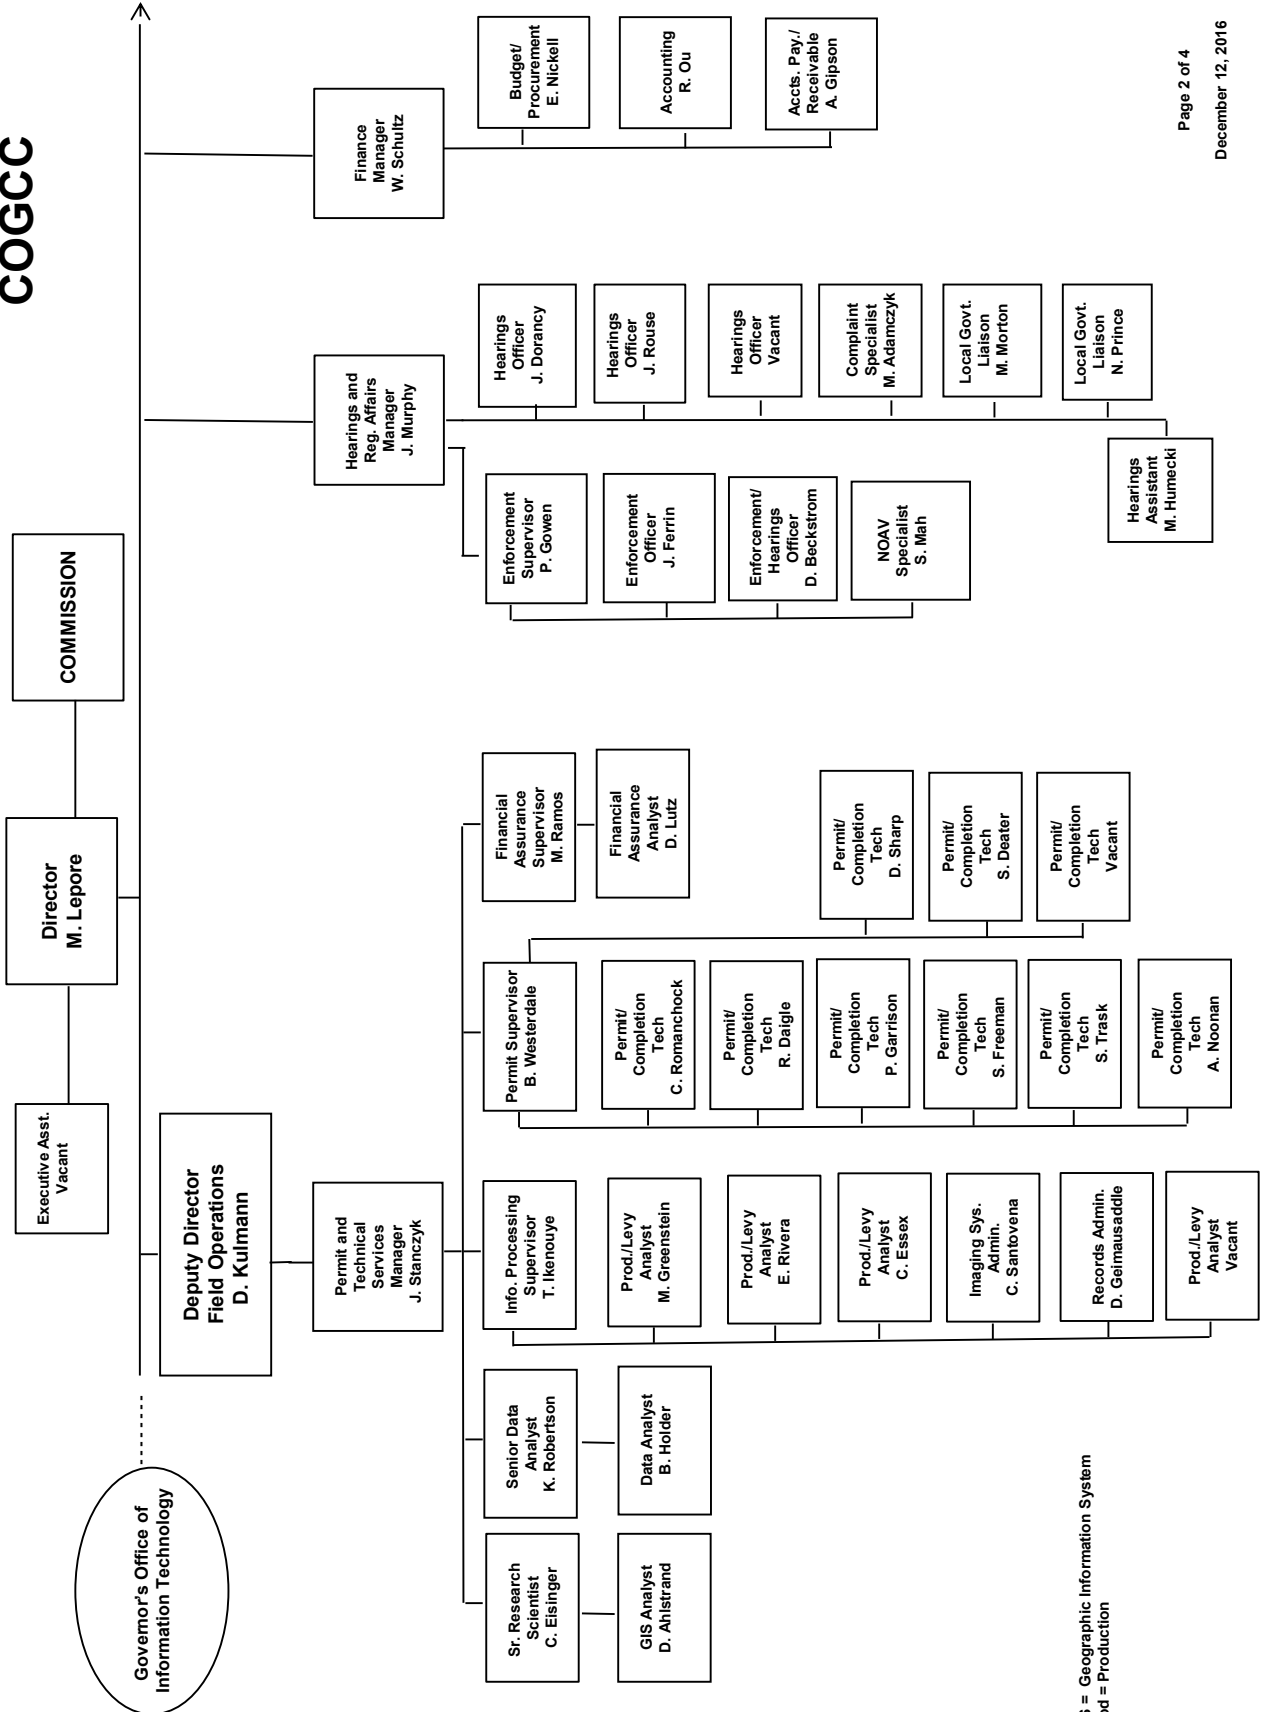 COGCC
COMMISSION
Director
M. Lepore
Executive Asst.
Vacant
Governor's Office of
Information Technology
Deputy Director
Field Operations
D. Kulmann
Permit and
Technical
Services
Manager
J. Stanczyk
Hearings and
Reg. Affairs
Manager
J. Murphy
Finance
Manager
W. Schultz
Sr. Research
Scientist
C. Eisinger
GIS Analyst
D. Ahlstrand
Senior Data
Analyst
K. Robertson
Data Analyst
B. Holder
Info. Processing
Supervisor
T. Ikenouye
Prod./Levy
Analyst
M. Greenstein
Prod./Levy
Analyst
E. Rivera
Prod./Levy
Analyst
C. Essex
Imaging Sys.
Admin.
C. Santovena
Records Admin.
D. Geimausaddle
Prod./Levy
Analyst
Vacant
Permit Supervisor
B. Westerdale
Permit/
Completion
Tech
C. Romanchock
Permit/
Completion
Tech
R. Daigle
Permit/
Completion
Tech
P. Garrison
Permit/
Completion
Tech
S. Freeman
Permit/
Completion
Tech
S. Trask
Permit/
Completion
Tech
A. Noonan
Permit/
Completion
Tech
D. Sharp
Permit/
Completion
Tech
S. Deater
Permit/
Completion
Tech
Vacant
Financial
Assurance
Supervisor
M. Ramos
Financial
Assurance
Analyst
D. Lutz
Enforcement
Supervisor
P. Gowen
Enforcement
Officer
J. Ferrin
Enforcement/
Hearings
Officer
D. Beckstrom
NOAV
Specialist
S. Mah
Hearings
Officer
J. Dorancy
Hearings
Officer
J. Rouse
Hearings
Officer
Vacant
Complaint
Specialist
M. Adamczyk
Local Govt.
Liaison
M. Morton
Local Govt.
Liaison
N. Prince
Hearings
Assistant
M. Humecki
Budget/
Procurement
E. Nickell
Accounting
R. Ou
Accts. Pay./
Receivable
A. Gipson
= Geographic Information System
= Production
Page 2 of 4
December 12, 2016